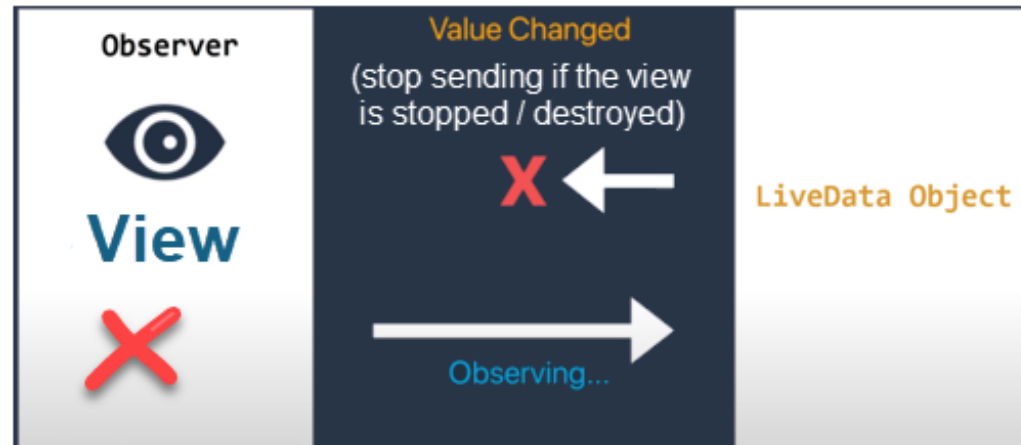 Observer
View
Value Changed
(stop sending if the view
is stopped / destroyed)
X
Observing...
LiveData Object